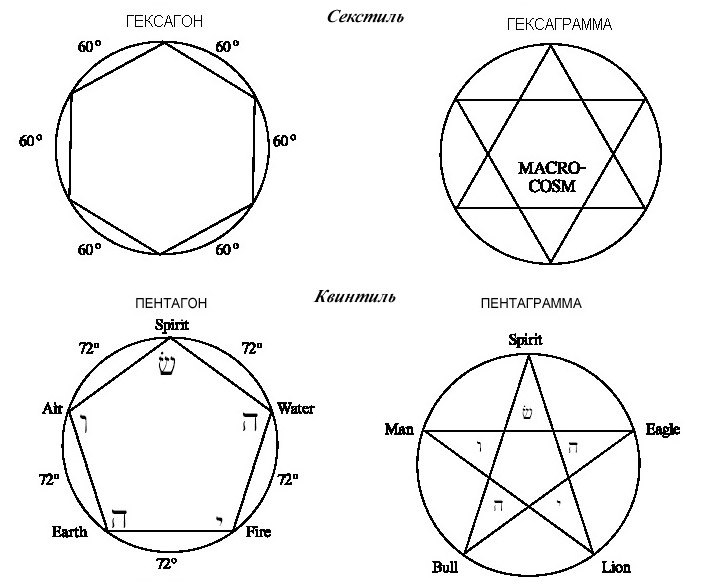 Секстиль
ГЕКСАГОН
ГЕКСАГРАММА
60°
60°
60°
60°
60°
60°
MACRO-
COSM
Квинтиль
ПЕНТАГОН
ПЕНТАГРАММА
Spirit
72°
72°
שׂ
Air
Water
ו
ה
72°
72°
ה
י
Earth
Fire
72°
Spirit
שׂ
Man
Eagle
ו
ה
ה
י
Bull
Lion